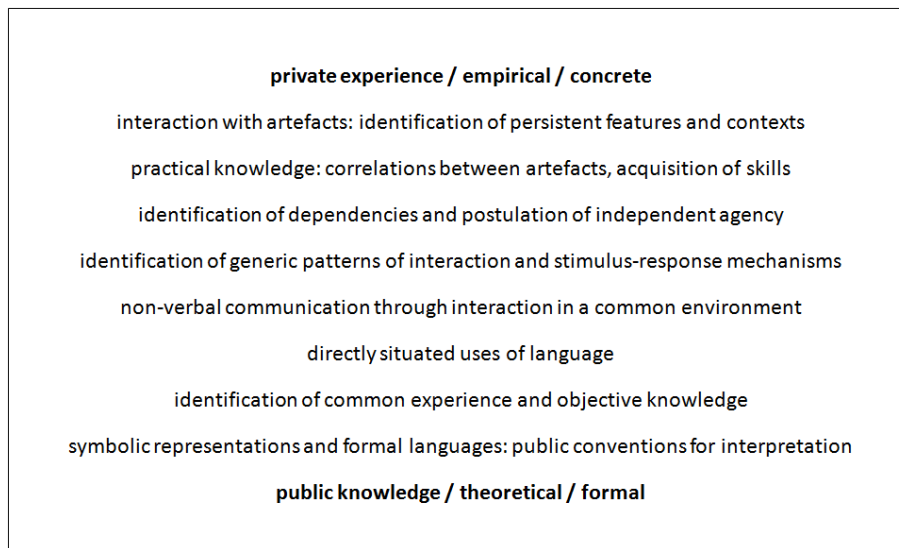 private experience / empirical / concrete
interaction with artefacts: identification of persistent features and contexts
practical knowledge: correlations between artefacts, acquisition of skills
identification of dependencies and postulation of independent agency
identification of generic patterns of interaction and stimulus-response mechanisms
non-verbal communication through interaction in a common environment
directly situated uses of language
identification of common experience and objective knowledge
symbolic representations and formal languages: public conventions for interpretation
public knowledge / theoretical / formal